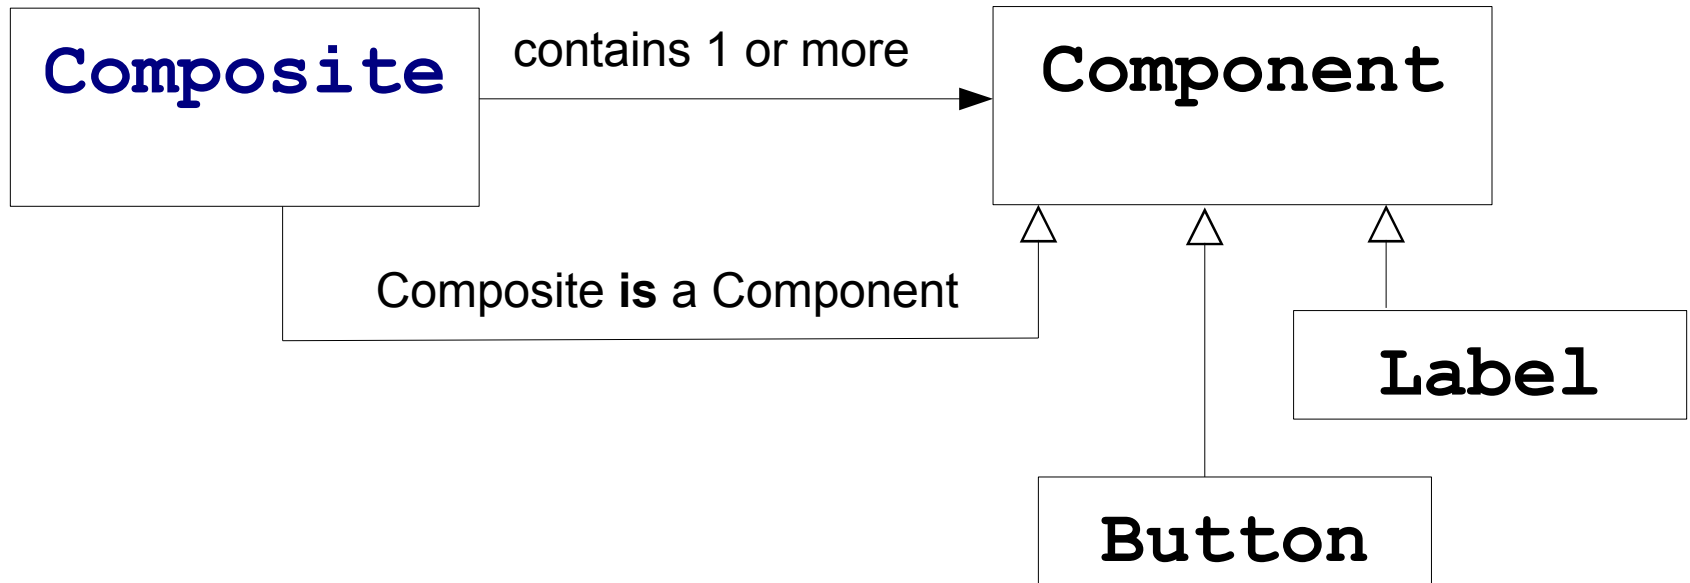 Composite
contains 1 or more
Component
Composite is a Component
Label
Button